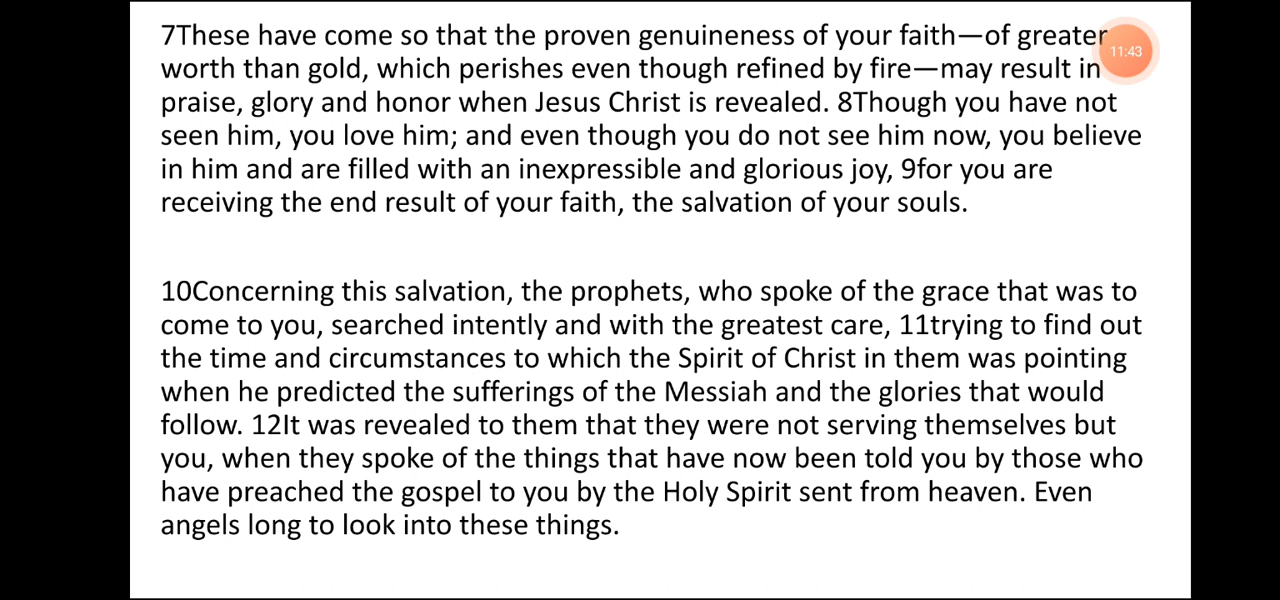 7These have come so that the proven genuineness of your faith—of greater
11:43
worth than gold, which perishes even though refined by fire—may result in
praise, glory and honor when Jesus Christ is revealed. 8Though you have not
seen him, you love him; and even though you do not see him now, you believe
in him and are filled with an inexpressible and glorious joy, 9for you are
receiving the end result of your faith, the salvation of your souls.
10Concerning this salvation, the prophets, who spoke of the grace that was to
come to you, searched intently and with the greatest care, 11trying to find out
the time and circumstances to which the Spirit of Christ in them was pointing
when he predicted the sufferings of the Messiah and the glories that would
follow. 12It was revealed to them that they were not serving themselves but
you, when they spoke of the things that have now been told you by those who
have preached the gospel to you by the Holy Spirit sent from heaven. Even
angels long to look into these things.